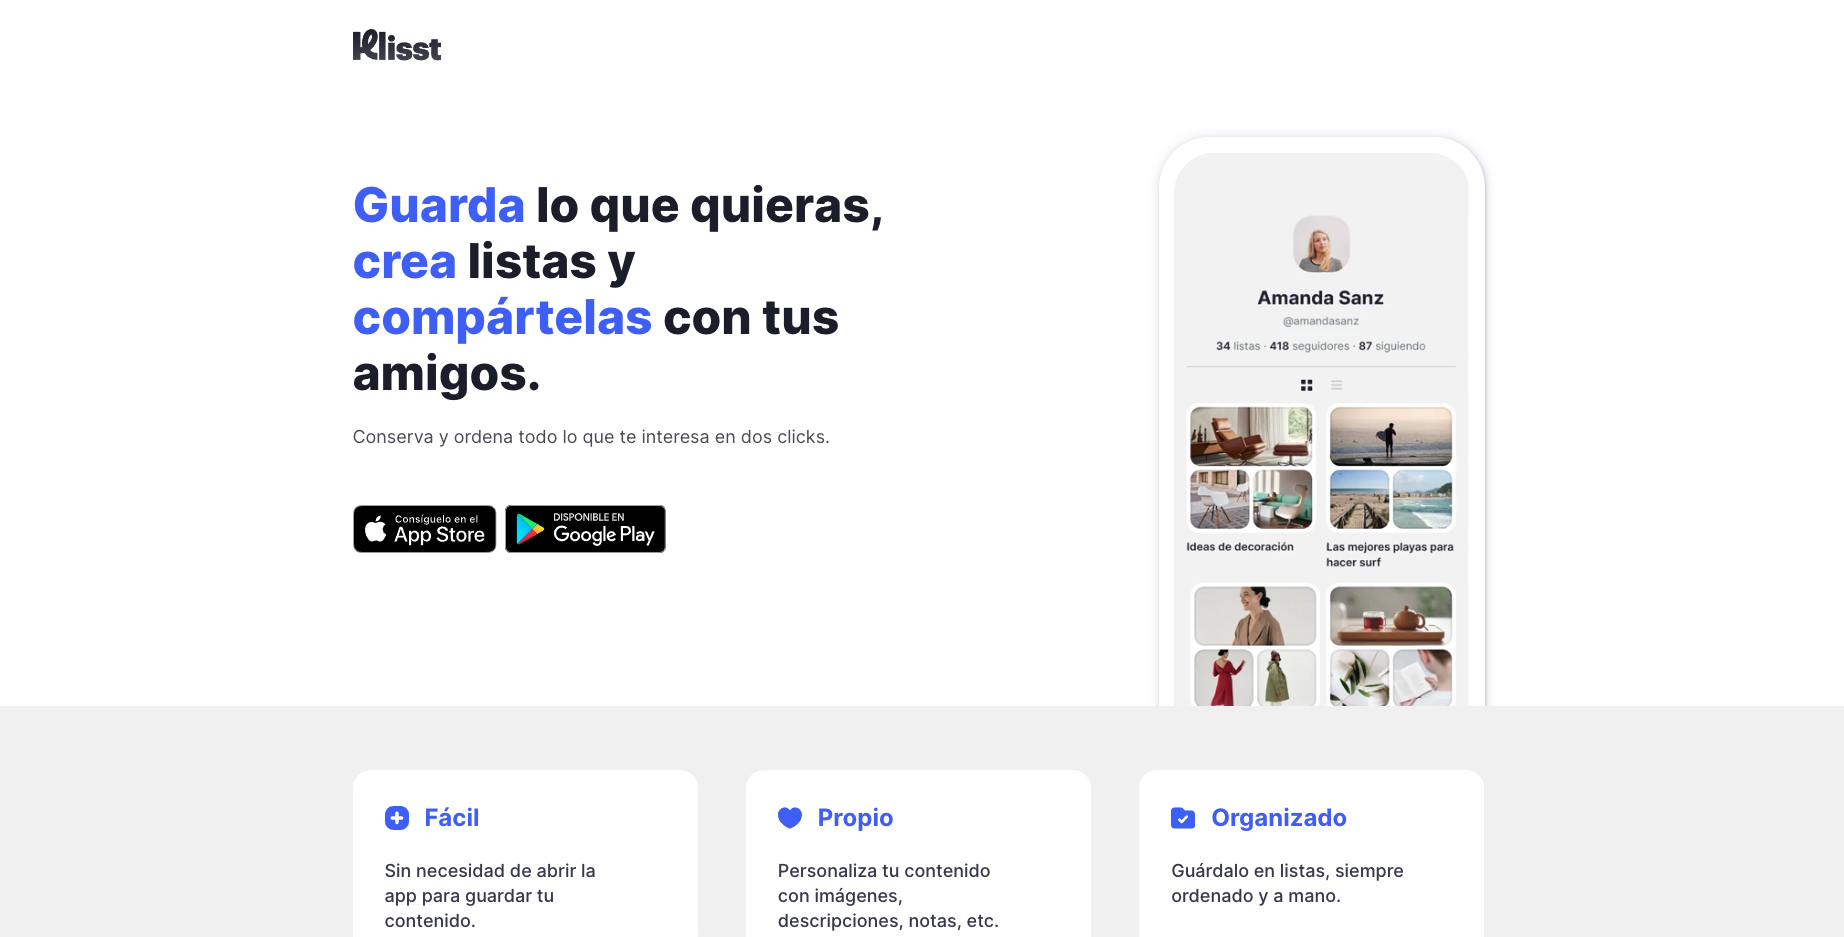 Klisst
Guarda lo que quieras,
crea listas y
compártelas con tus
amigos.
Conserva y ordena todo lo que te interesa en dos clicks.
Consíguelo en el
App Store
DISPONIBLE EN
Google Play
Amanda Sanz
@amandasanz
34 listas · 418 seguidores · 87 siguiendo
Ideas de decoración
Las mejores playas para
hacer surf
Fácil
Sin necesidad de abrir la
app para guardar tu
contenido.
Propio
Personaliza tu contenido
con imágenes,
descripciones, notas, etc.
Organizado
Guárdalo en listas, siempre
ordenado y a mano.